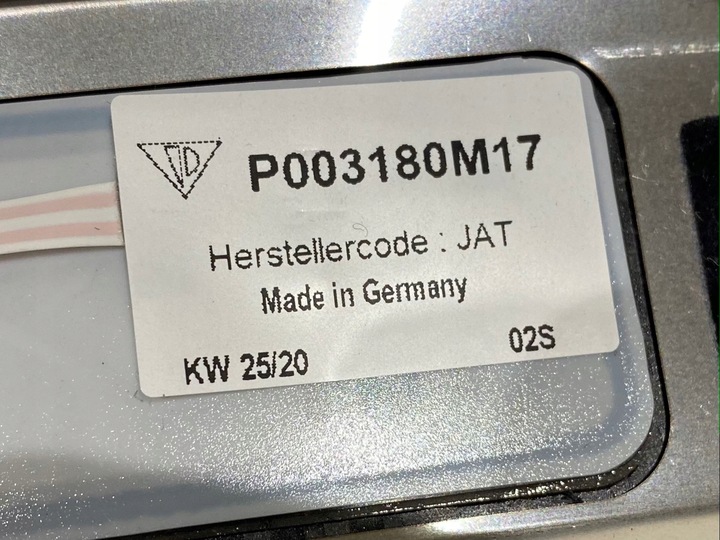 P003180M17
Herstellercode : JAT
Made in Germany
KW 25/20 02S